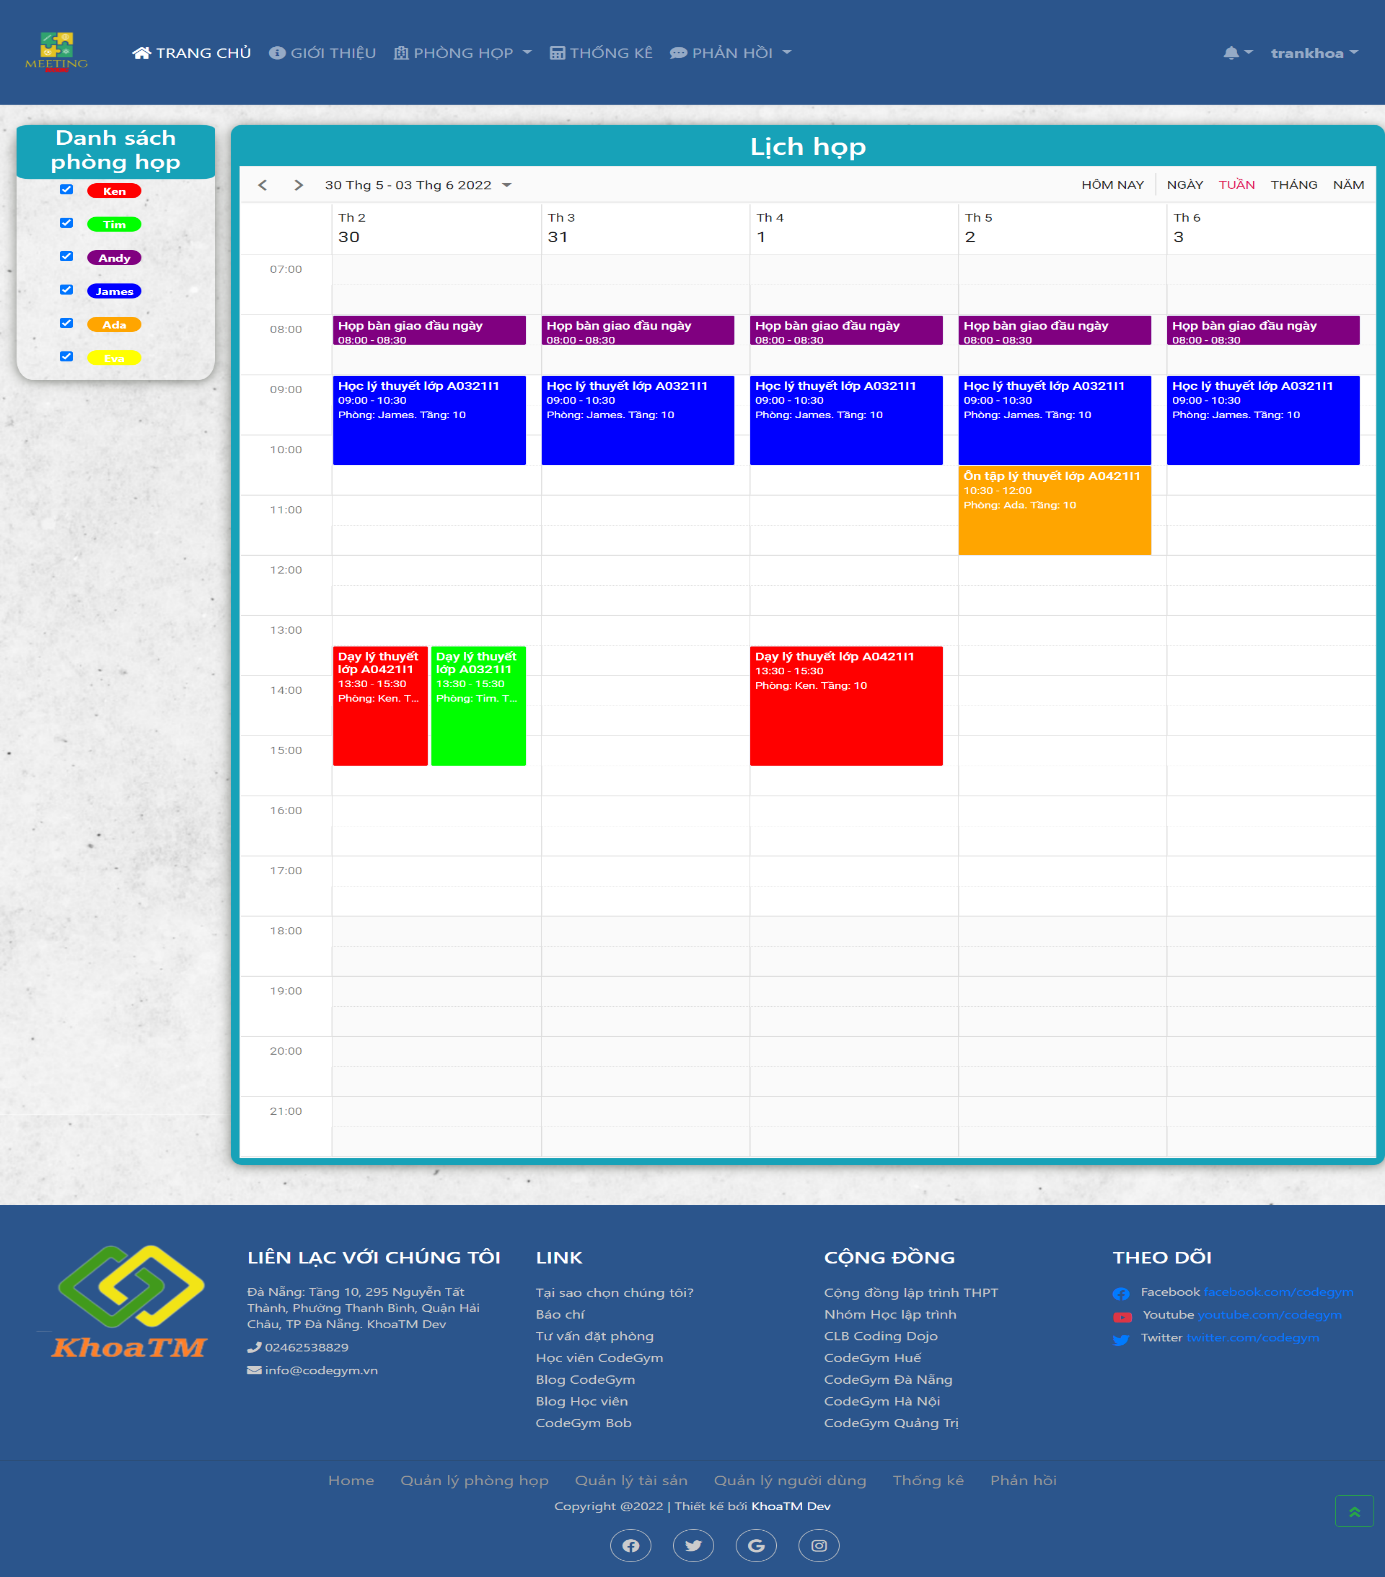 MEETING
TRANG CHỦ
GIỚI THIỆU
PHÒNG HỌP
THỐNG KÊ
PHẢN HỒI
trankhoa
Danh sách
phòng họp
Ken
Tim
Andy
James
Ada
Eva
Lịch họp
30 Thg 5 - 03 Thg 6 2022
HÔM NAY
NGÀY
TUẦN
THÁNG
NĂM
Th 2
30
Th 3
31
Th 4
1
Th 5
2
Th 6
3
07:00
08:00
Họp bàn giao đầu ngày
08:00 - 08:30
Họp bàn giao đầu ngày
08:00 - 08:30
Họp bàn giao đầu ngày
08:00 - 08:30
Họp bàn giao đầu ngày
08:00 - 08:30
Họp bàn giao đầu ngày
08:00 - 08:30
09:00
Học lý thuyết lớp A0321I1
09:00 - 10:30
Phòng: James. Tầng: 10
Học lý thuyết lớp A0321I1
09:00 - 10:30
Phòng: James. Tầng: 10
Học lý thuyết lớp A0321I1
09:00 - 10:30
Phòng: James. Tầng: 10
Học lý thuyết lớp A0321I1
09:00 - 10:30
Phòng: James. Tầng: 10
Học lý thuyết lớp A0321I1
09:00 - 10:30
Phòng: James. Tầng: 10
10:00
Ôn tập lý thuyết lớp A0421I1
10:30 - 12:00
Phòng: Ada. Tầng: 10
11:00
12:00
13:00
Dạy lý thuyết
lớp A0421I1
13:30 - 15:30
Phòng: Ken. T...
Dạy lý thuyết
lớp A0321I1
13:30 - 15:30
Phòng: Tim. T...
Dạy lý thuyết lớp A0421I1
13:30 - 15:30
Phòng: Ken. Tầng: 10
14:00
15:00
16:00
17:00
18:00
19:00
20:00
21:00
KhoaTM
LIÊN LẠC VỚI CHÚNG TÔI
Đà Nẵng: Tầng 10, 295 Nguyễn Tất
Thành, Phường Thanh Bình, Quận Hải
Châu, TP Đà Nẵng. KhoaTM Dev
02462538829
info@codegym.vn
LINK
Tại sao chọn chúng tôi?
Báo chí
Tư vấn đặt phòng
Học viên CodeGym
Blog CodeGym
Blog Học viên
CodeGym Bob
CỘNG ĐỒNG
Cộng đồng lập trình THPT
Nhóm Học lập trình
CLB Coding Dojo
CodeGym Huế
CodeGym Đà Nẵng
CodeGym Hà Nội
CodeGym Quảng Trị
THEO DÕI
Facebook facebook.com/codegym
Youtube youtube.com/codegym
Twitter twitter.com/codegym
Home
Quản lý phòng họp
Quản lý tài sản
Quản lý người dùng
Thống kê
Phản hồi
Copyright @2022 | Thiết kế bởi KhoaTM Dev